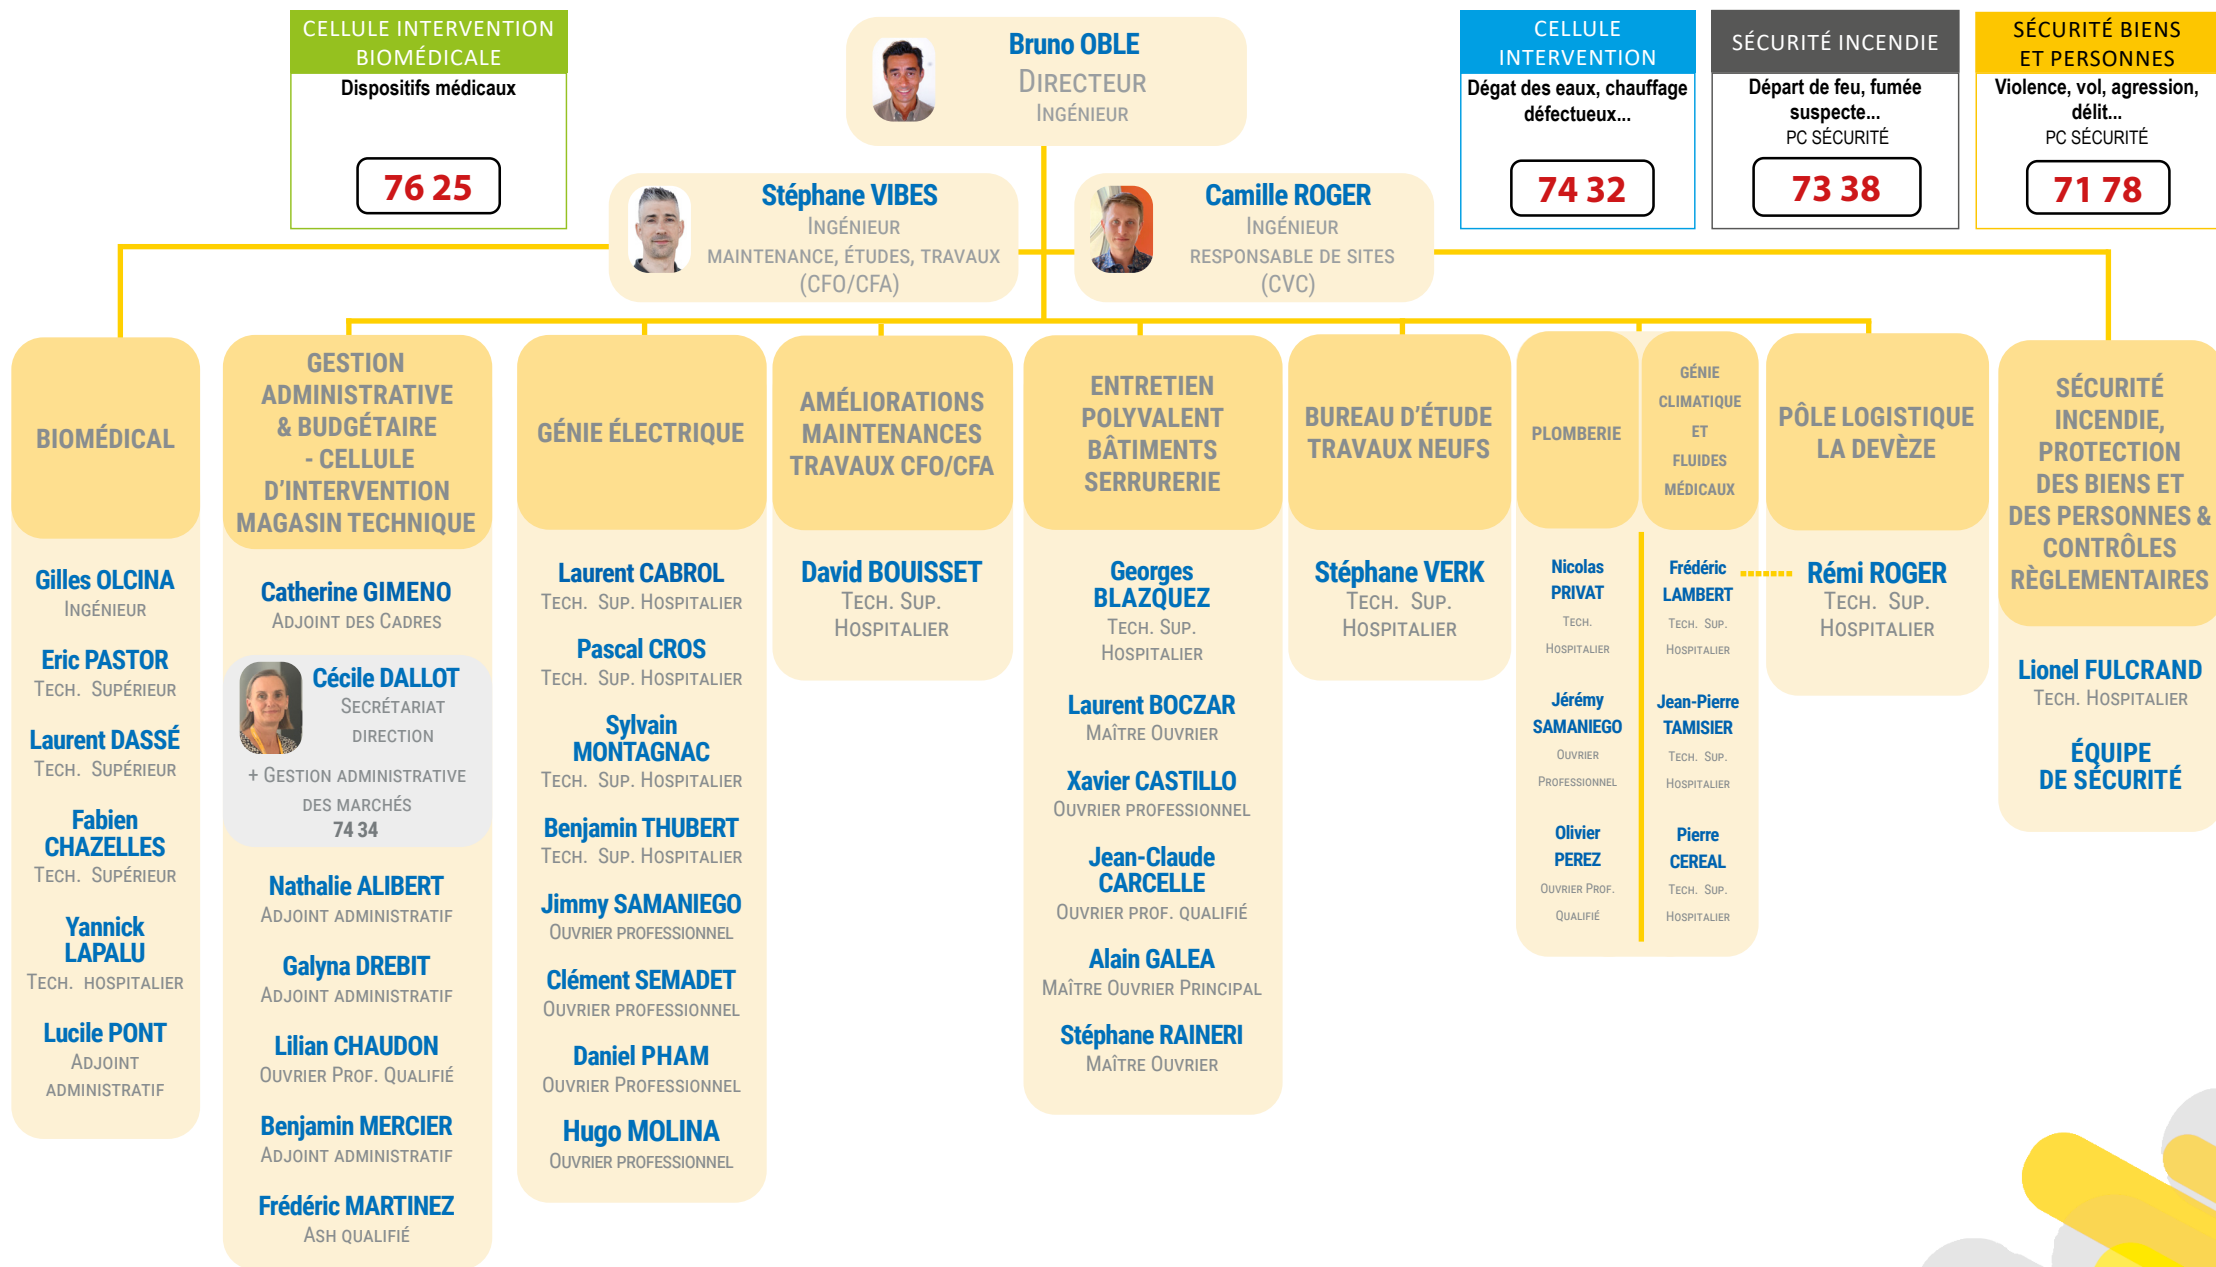 CELLULE INTERVENTION
BIOMÉDICALE
Dispositifs médicaux
76 25
Bruno OBLE
DIRECTEUR
INGÉNIEUR
CELLULE
INTERVENTION
Dégat des eaux, chauffage
défectueux...
74 32
SÉCURITÉ INCENDIE
Départ de feu, fumée
suspecte...
PC SÉCURITÉ
73 38
SÉCURITÉ BIENS
ET PERSONNES
Violence, vol, agression,
délit...
PC SÉCURITÉ
71 78
Stéphane VIBES
INGÉNIEUR
MAINTENANCE, ÉTUDES, TRAVAUX
(CFO/CFA)
Camille ROGER
INGÉNIEUR
RESPONSABLE DE SITES
(CVC)
BIOMÉDICAL
Gilles OLCINA
INGÉNIEUR
Eric PASTOR
TECH. SUPÉRIEUR
Laurent DASSÉ
TECH. SUPÉRIEUR
Fabien
CHAZELLES
TECH. SUPÉRIEUR
Yannick
LAPALU
TECH. HOSPITALIER
Lucile PONT
ADJOINT
ADMINISTRATIF
GESTION
ADMINISTRATIVE
& BUDGÉTAIRE
- CELLULE
D'INTERVENTION
MAGASIN TECHNIQUE
Catherine GIMENO
ADJOINT DES CADRES
Cécile DALLOT
SECRÉTARIAT
DIRECTION
+ GESTION ADMINISTRATIVE
DES MARCHÉS
74 34
Nathalie ALIBERT
ADJOINT ADMINISTRATIF
Galyna DREBIT
ADJOINT ADMINISTRATIF
Lilian CHAUDON
OUVRIER PROF. QUALIFIÉ
Benjamin MERCIER
ADJOINT ADMINISTRATIF
Frédéric MARTINEZ
ASH QUALIFIÉ
GÉNIE ÉLECTRIQUE
Laurent CABROL
TECH. SUP. HOSPITALIER
Pascal CROS
TECH. SUP. HOSPITALIER
Sylvain
MONTAGNAC
TECH. SUP. HOSPITALIER
Benjamin THUBERT
TECH. SUP. HOSPITALIER
Jimmy SAMANIEGO
OUVRIER PROFESSIONNEL
Clément SEMADET
OUVRIER PROFESSIONNEL
Daniel PHAM
OUVRIER PROFESSIONNEL
Hugo MOLINA
OUVRIER PROFESSIONNEL
AMÉLIORATIONS
MAINTENANCES
TRAVAUX CFO/CFA
David BOUISSET
TECH. SUP.
HOSPITALIER
ENTRETIEN
POLYVALENT
BÂTIMENTS
SERRURERIE
Georges
BLAZQUEZ
TECH. SUP.
HOSPITALIER
Laurent BOCZAR
MAÎTRE OUVRIER
Xavier CASTILLO
OUVRIER PROFESSIONNEL
Jean-Claude
CARCELLE
OUVRIER PROF. QUALIFIÉ
Alain GALEA
MAÎTRE OUVRIER PRINCIPAL
Stéphane RAINERI
MAÎTRE OUVRIER
BUREAU D'ÉTUDE
TRAVAUX NEUFS
Stéphane VERK
TECH. SUP.
HOSPITALIER
PLOMBERIE
Nicolas
PRIVAT
TECH.
HOSPITALIER
Jérémy
SAMANIEGO
OUVRIER
PROFESSIONNEL
Olivier
PEREZ
OUVRIER PROF.
QUALIFIÉ
GÉNIE
CLIMATIQUE
ET
FLUIDES
MÉDICAUX
Frédéric
LAMBERT
TECH. SUP.
HOSPITALIER
Jean-Pierre
TAMISIER
TECH. SUP.
HOSPITALIER
Pierre
CEREAL
TECH. SUP.
HOSPITALIER
PÔLE LOGISTIQUE
LA DEVÈZE
Rémi ROGER
TECH. SUP.
HOSPITALIER
SÉCURITÉ
INCENDIE,
PROTECTION
DES BIENS ET
DES PERSONNES &
CONTRÔLES
RÈGLEMENTAIRES
Lionel FULCRAND
TECH. HOSPITALIER
ÉQUIPE
DE SÉCURITÉ